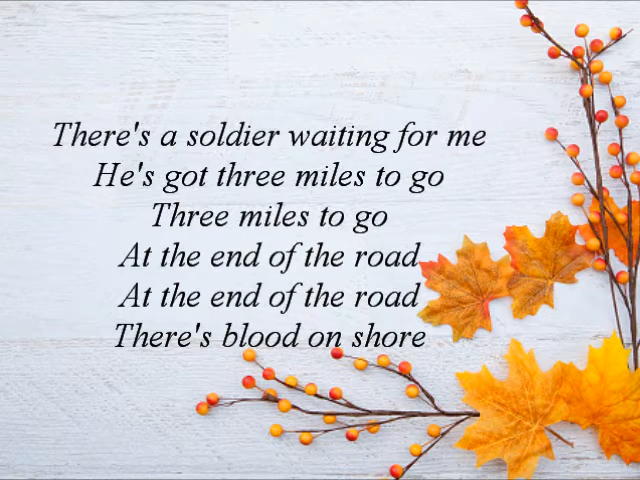 There's a soldier waiting for me
He's got three miles to go
Three miles to go
At the end of the road
At the end of the road
There's blood on shore